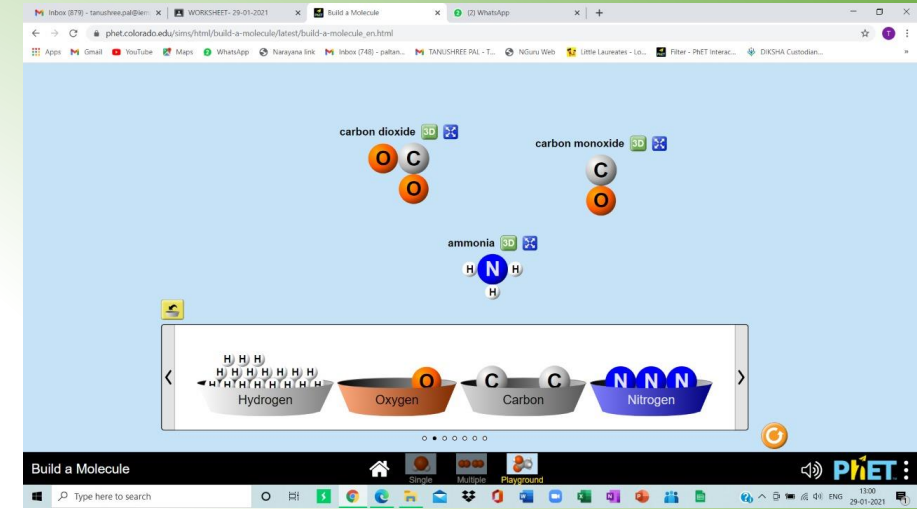 Inbox (879) - tanushree.pal@iem
WORKSHEET- 29-01-2021
Build a Molecule
(2) WhatsApp
phet.colorado.edu/sims/html/build-a-molecule/latest/build-a-molecule_en.html
T
Apps Gmail YouTube Maps WhatsApp Narayana link Inbox (748) - paltan... TANUSHREE PAL - T... NGuru Web Little Laureates - Lo... Filter - PhET Interac... DIKSHA Custodian...
carbon dioxide 3D
O C
O
carbon monoxide 3D
C
O
ammonia 3D
H N H
H
H H H
H H H H H H H
H H H H H H H H
O
C C
N N N
Hydrogen Oxygen Carbon Nitrogen
Build a Molecule
Single Multiple Playground
PhET
Type here to search
ENG
13:00
29-01-2021